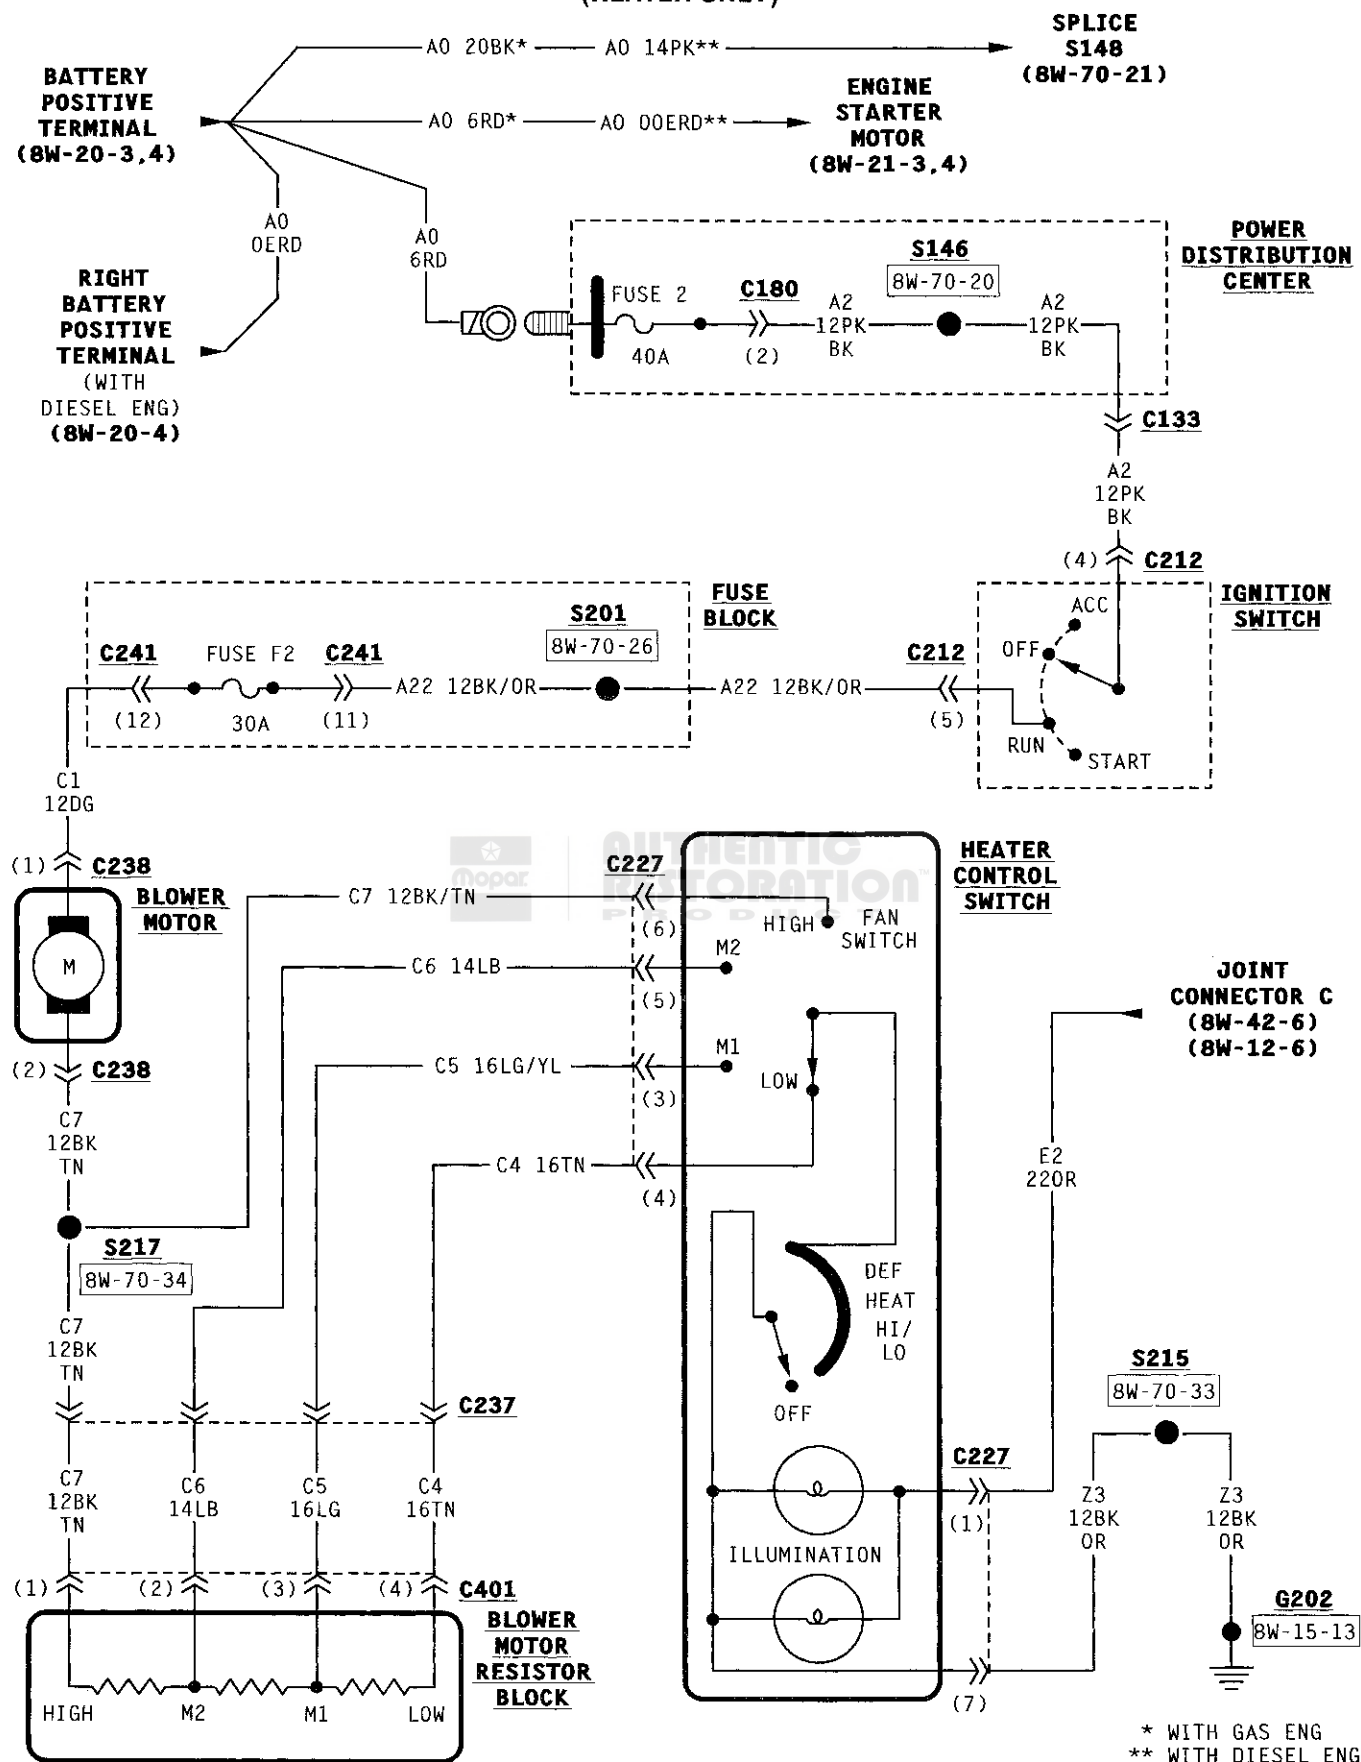 (HEATER ONLY)
A0 20BK* A0 14PK**
SPLICE
S148
(8W-70-21)
BATTERY
POSITIVE
TERMINAL
(8W-20-3,4)
A0 6RD* A0 00ERD**
ENGINE
STARTER
MOTOR
(8W-21-3,4)
A0
0ERD
A0
6RD
RIGHT
BATTERY
POSITIVE
TERMINAL
(WITH
DIESEL ENG)
(8W-20-4)
POWER
DISTRIBUTION
CENTER
FUSE 2
40A
C180
(2)
A2
12PK
BK
S146
8W-70-20
A2
12PK
BK
C133
A2
12PK
BK
(4)
C212
IGNITION
SWITCH
ACC
OFF
RUN
START
FUSE
BLOCK
C241
(12)
FUSE F2
30A
C241
(11)
A22 12BK/OR
S201
8W-70-26
A22 12BK/OR
C212
(5)
C1
12DG
(1)
C238
BLOWER
MOTOR
M
(2)
C238
C7
12BK
TN
S217
8W-70-34
C7
12BK
TN
Mopar
AUTHENTIC
RESTORATION™
PRODUCT
C227
HEATER
CONTROL
SWITCH
C7 12BK/TN
(6)
HIGH
FAN
SWITCH
C6 14LB
(5)
M2
C5 16LG/YL
(3)
M1
LOW
C4 16TN
(4)
JOINT
CONNECTOR C
(8W-42-6)
(8W-12-6)
E2
22OR
DEF
HEAT
HI/
LO
OFF
C237
C7
12BK
TN
C6
14LB
C5
16LG
C4
16TN
ILLUMINATION
C227
(1)
(7)
S215
8W-70-33
Z3
12BK
OR
Z3
12BK
OR
G202
8W-15-13
(1)
(2)
(3)
(4)
C401
BLOWER
MOTOR
RESISTOR
BLOCK
HIGH
M2
M1
LOW
* WITH GAS ENG
** WITH DIESEL ENG